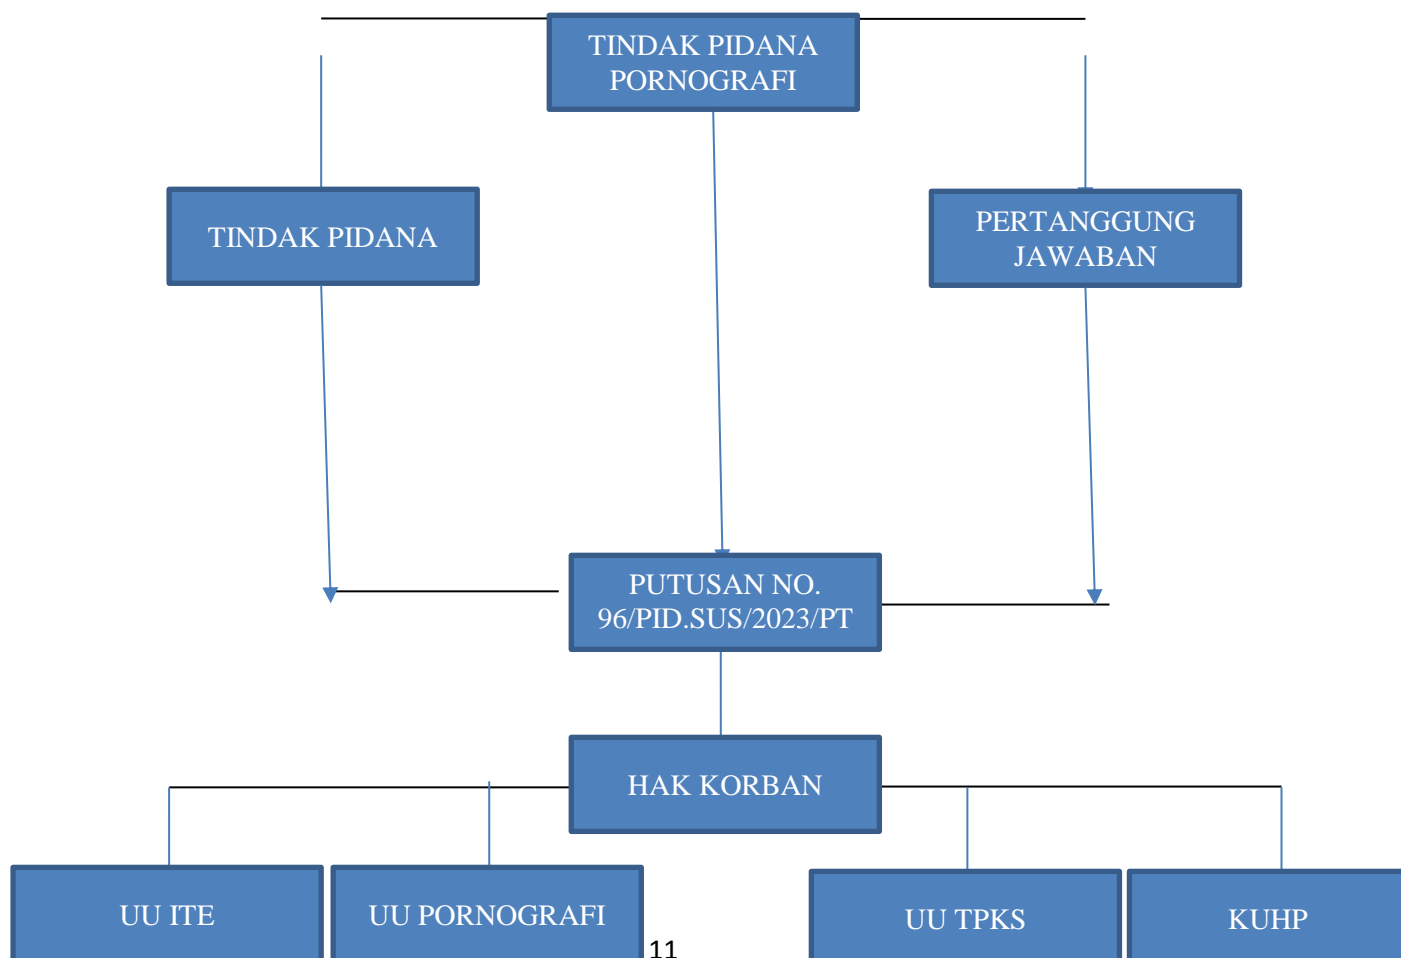 TINDAK PIDANA
PORNOGRAFI
TINDAK PIDANA
PERTANGGUNG
JAWABAN
PUTUSAN NO.
96/PID.SUS/2023/PT
HAK KORBAN
UU ITE
UU PORNOGRAFI
UU TPKS
KUHP
11